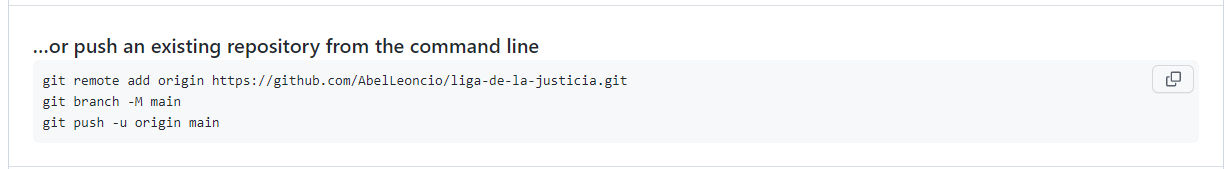 ...or push an existing repository from the command line
git remote add origin https://github.com/AbelLeoncio/liga-de-la-justicia.git
git branch -M main
git push -u origin main